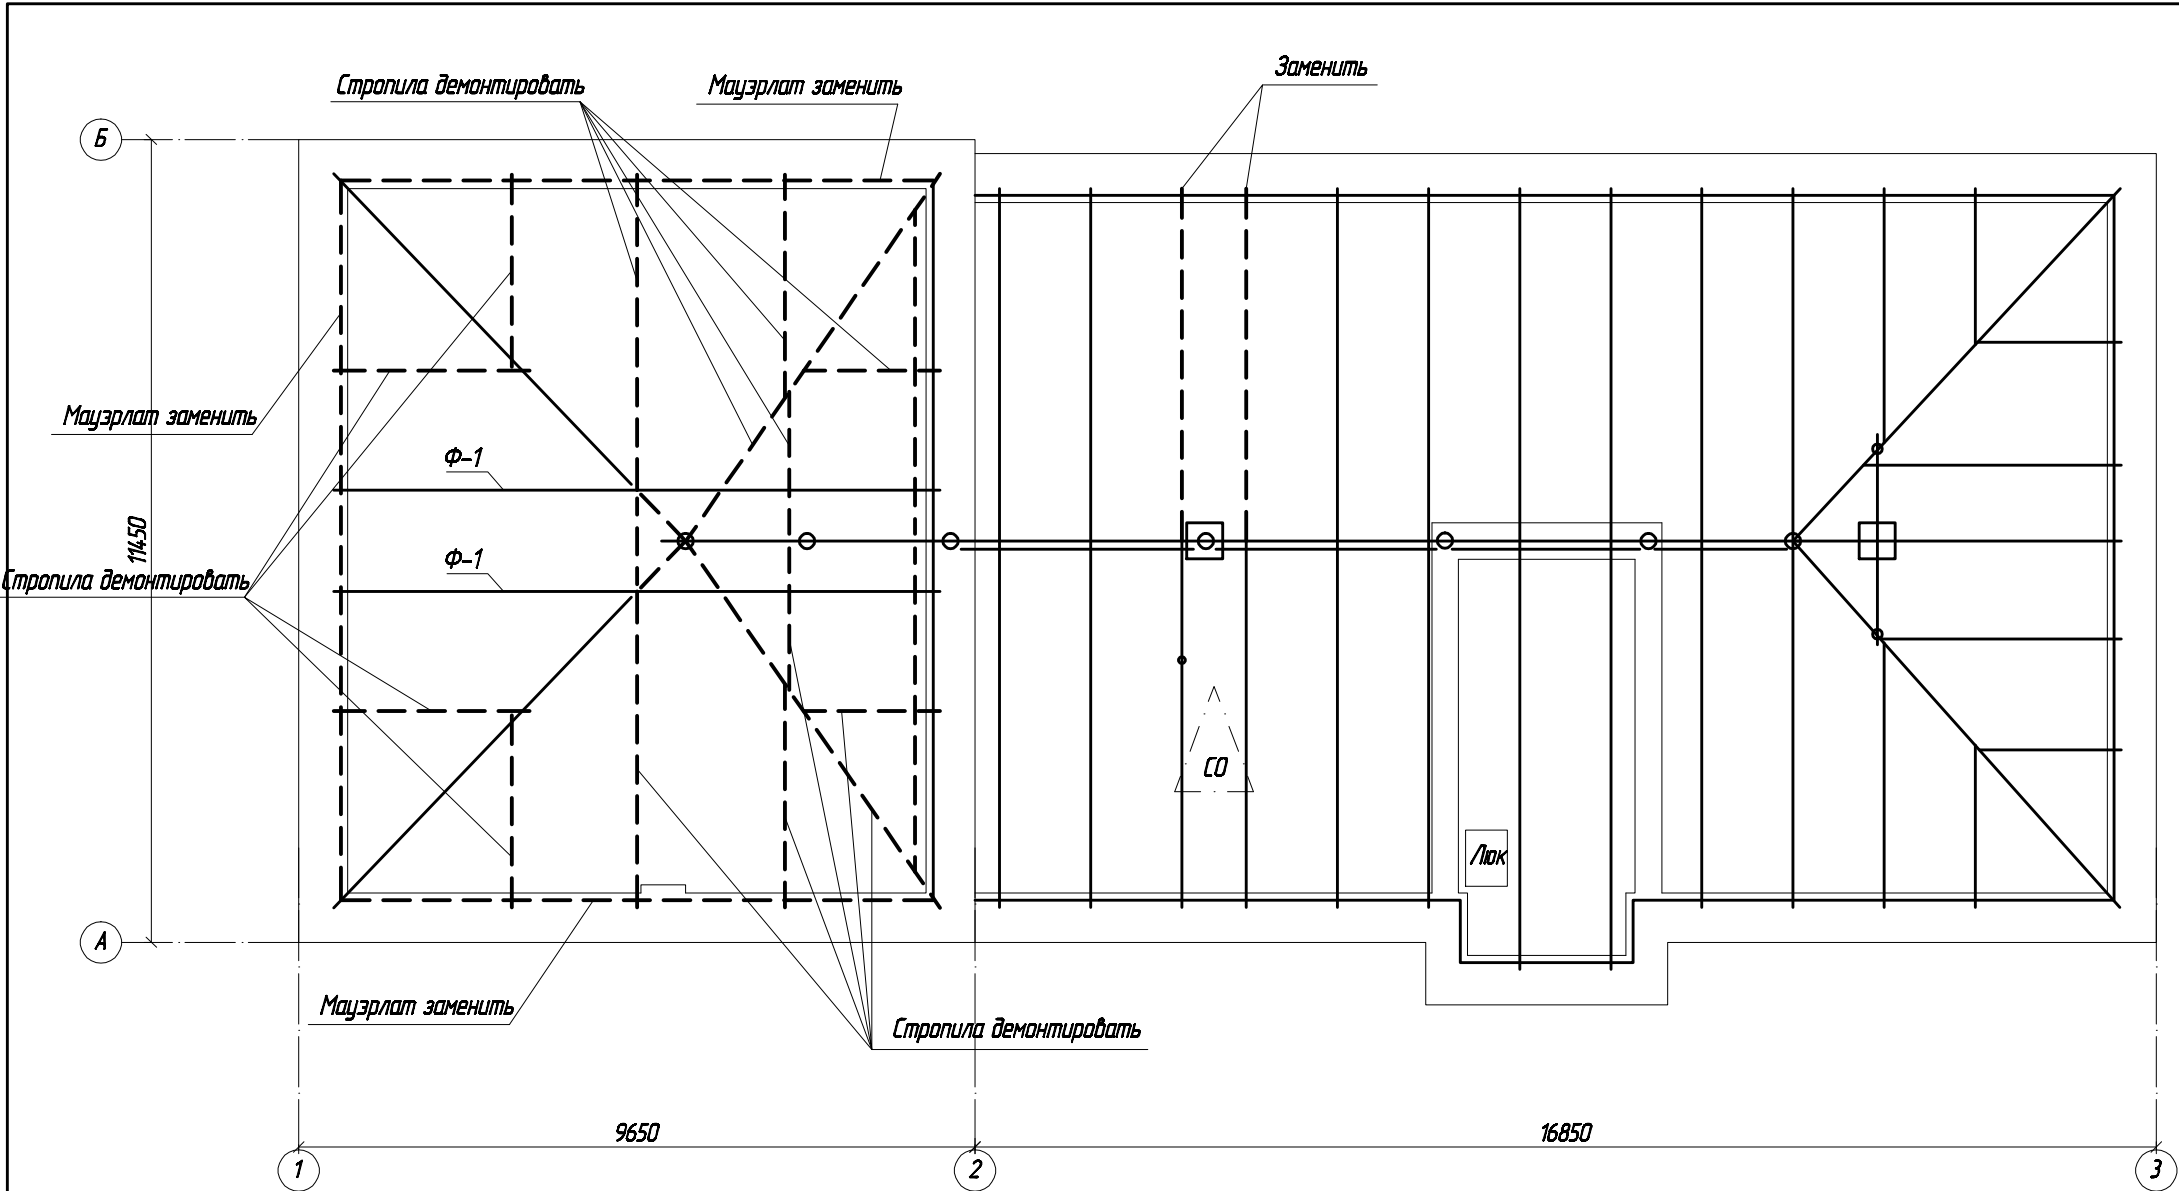 Заменить
Стропила демонтировать
Мауэрлат заменить
Б
Мауэрлат заменить
Ф-1
11450
Ф-1
Стропила демонтировать
СО
Люк
А
Мауэрлат заменить
Стропила демонтировать
9650
16850
1
2
3